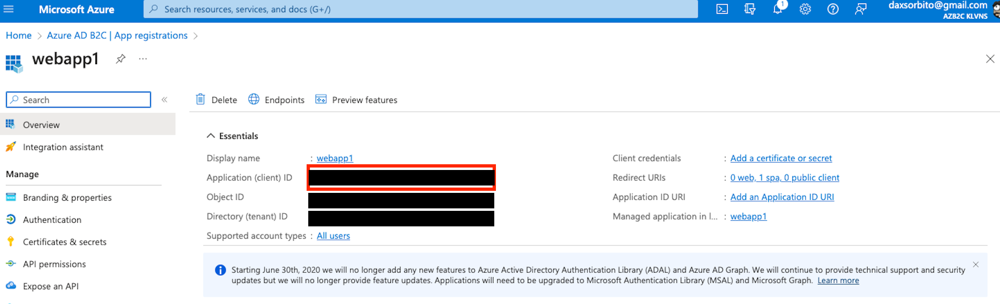 Microsoft Azure
Search resources, services, and docs (G+/)
1
daxsorbito@gmail.com
AZB2C KLVNS
Home > Azure AD B2C | App registrations >
webapp1 ...
Search «
Delete Endpoints Preview features
Overview
Integration assistant
Manage
Branding & properties
Authentication
Certificates & secrets
API permissions
Expose an API
Essentials
Display name : webapp1
Application (client) ID
Object ID
Directory (tenant) ID
Supported account types : All users
Client credentials : Add a certificate or secret
Redirect URIs : 0 web, 1 spa, 0 public client
Application ID URI : Add an Application ID URI
Managed application in l... : webapp1
Starting June 30th, 2020 we will no longer add any new features to Azure Active Directory Authentication Library (ADAL) and Azure AD Graph. We will continue to provide technical support and security
updates but we will no longer provide feature updates. Applications will need to be upgraded to Microsoft Authentication Library (MSAL) and Microsoft Graph. Learn more